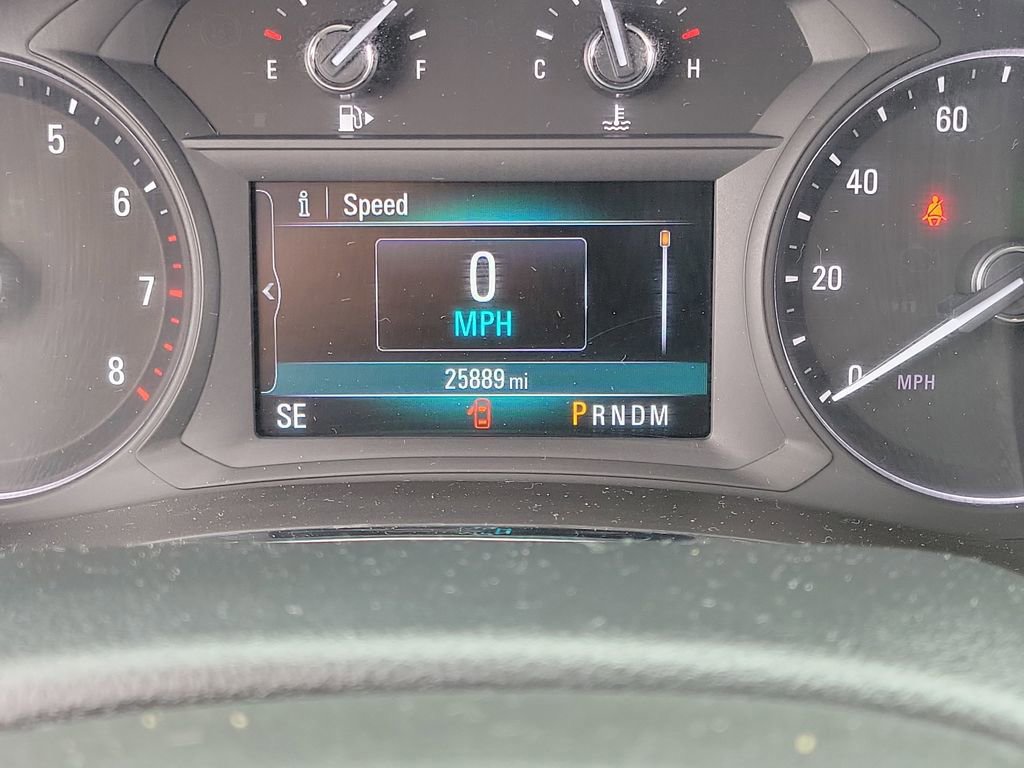 E F
C H
5
6
7
8
i Speed
0
MPH
25889 mi
SE
PRNDM
60
40
20
0
MPH